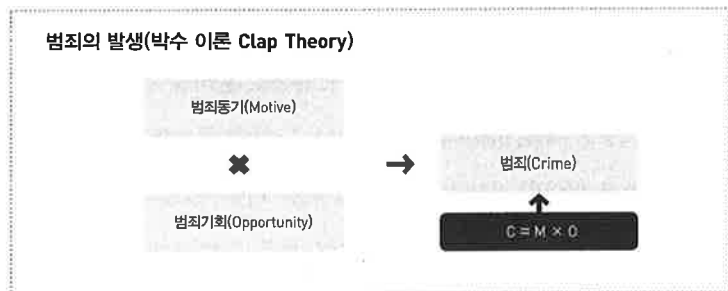 범죄의 발생(박수 이론 Clap Theory)
범죄동기(Motive)
✖
범죄기회(Opportunity)
→
범죄(Crime)
↑
C = M × O